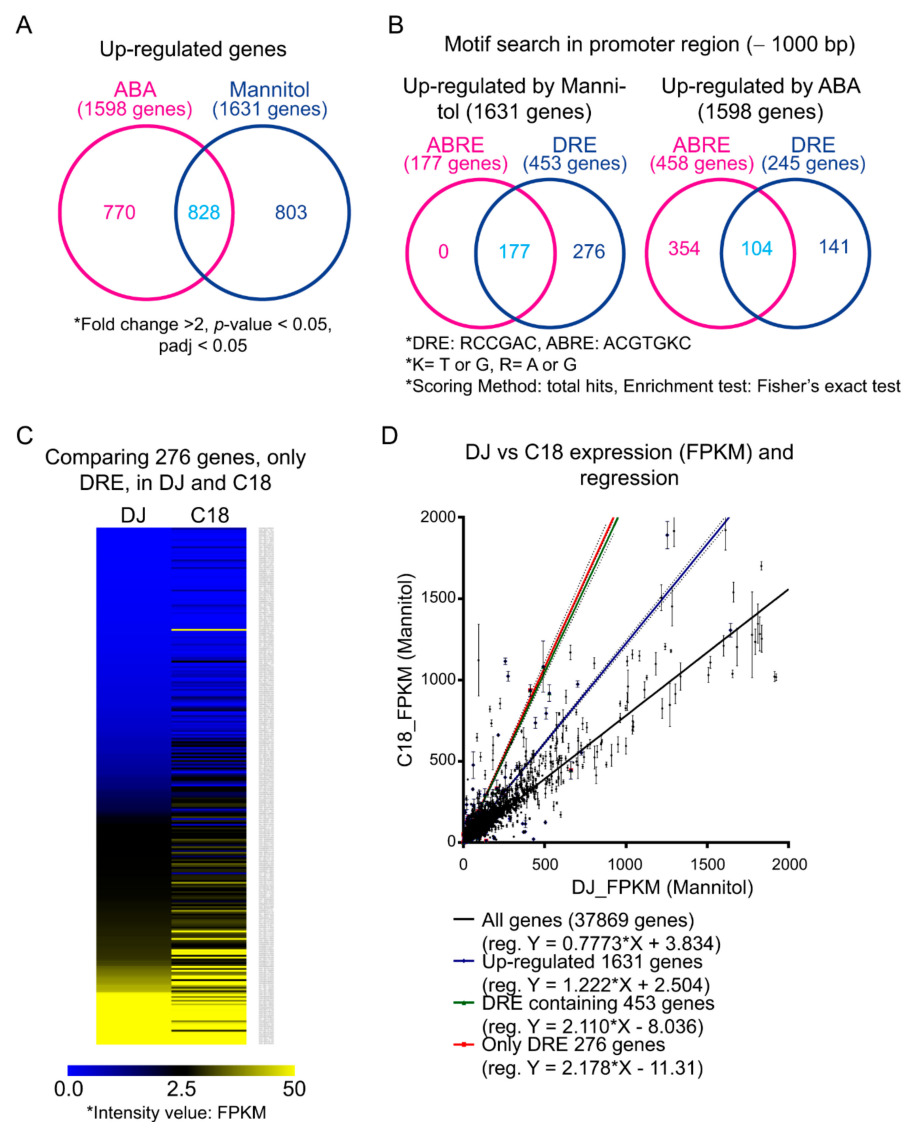 A
Up-regulated genes
ABA
(1598 genes)
Mannitol
(1631 genes)
770
828
803
*Fold change >2, p-value < 0.05,
padj < 0.05
B
Motif search in promoter region (– 1000 bp)
Up-regulated by Manni-
tol (1631 genes)
ABRE
(177 genes)
DRE
(453 genes)
0
177
276
Up-regulated by ABA
(1598 genes)
ABRE
(458 genes)
DRE
(245 genes)
354
104
141
*DRE: RCCGAC, ABRE: ACGTGKC
*K= T or G, R= A or G
*Scoring Method: total hits, Enrichment test: Fisher's exact test
C
Comparing 276 genes, only
DRE, in DJ and C18
DJ
C18
0.0
2.5
50
*Intensity velue: FPKM
D
DJ vs C18 expression (FPKM) and
regression
C18_FPKM (Mannitol)
2000
1500
1000
500
0
0
500
1000
1500
2000
DJ_FPKM (Mannitol)
All genes (37869 genes)
(reg. Y = 0.7773*X + 3.834)
Up-regulated 1631 genes
(reg. Y = 1.222*X + 2.504)
DRE containing 453 genes
(reg. Y = 2.110*X - 8.036)
Only DRE 276 genes
(reg. Y = 2.178*X - 11.31)